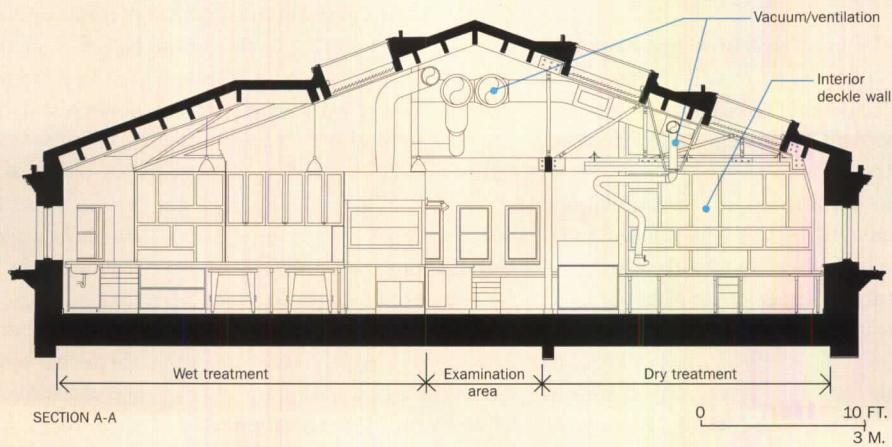 Vacuum/ventilation
Interior
deckle wall
Wet treatment
Examination
area
Dry treatment
SECTION A-A
0 10 FT.
3 M.